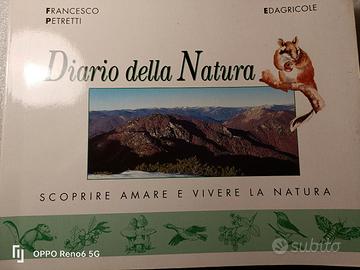 FRANCESCO
PETRETTI
EDAGRICOLE
Diario della Natura
SCOPRIRE AMARE E VIVERE LA NATURA
OPPO Reno6 5G
subito